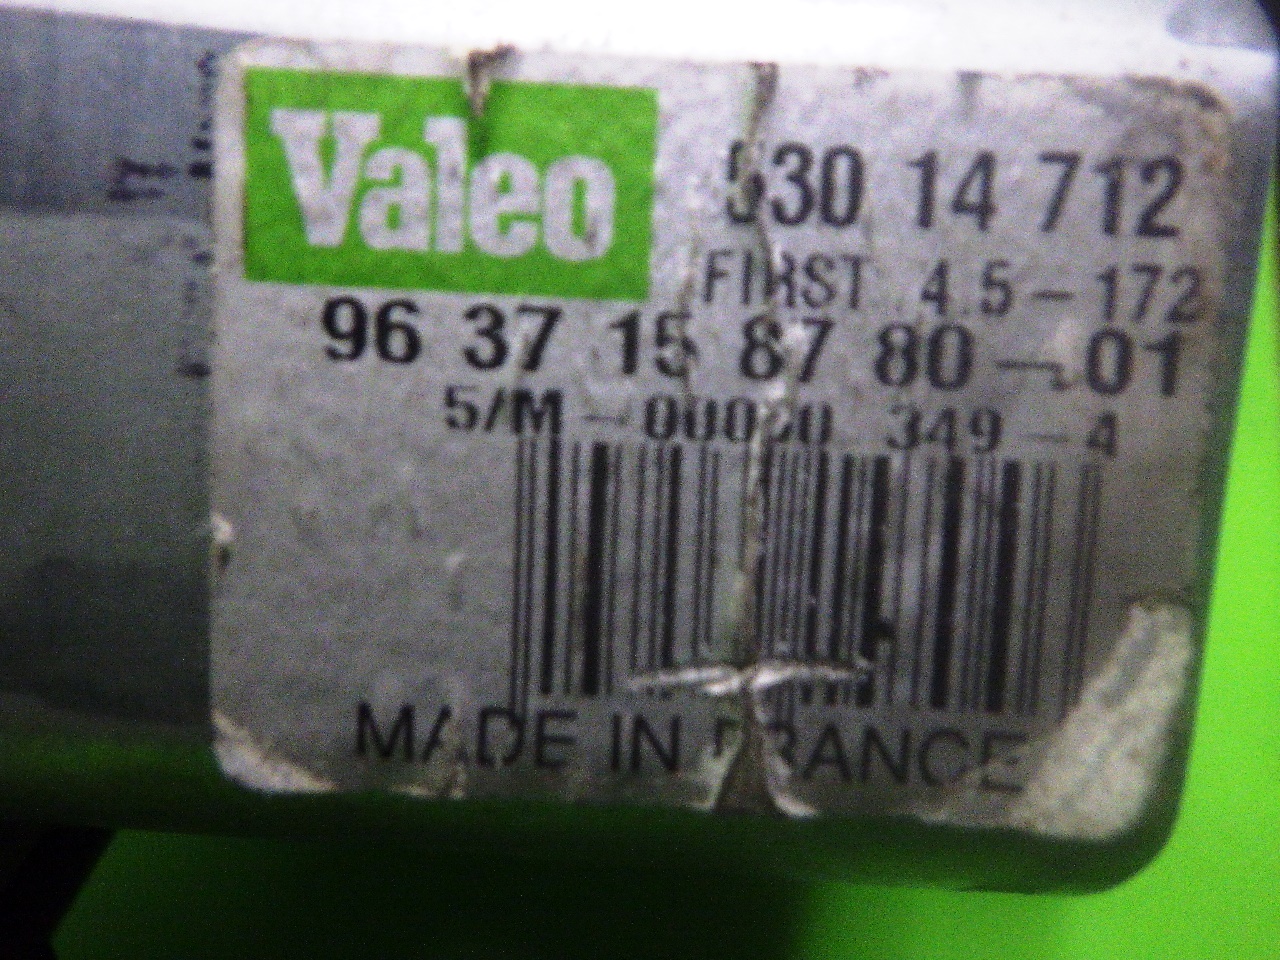 Valeo
530 14 712
FIRST 4.5-172
96 37 15 87 80-01
5/M-00000 349-4
MADE IN FRANCE